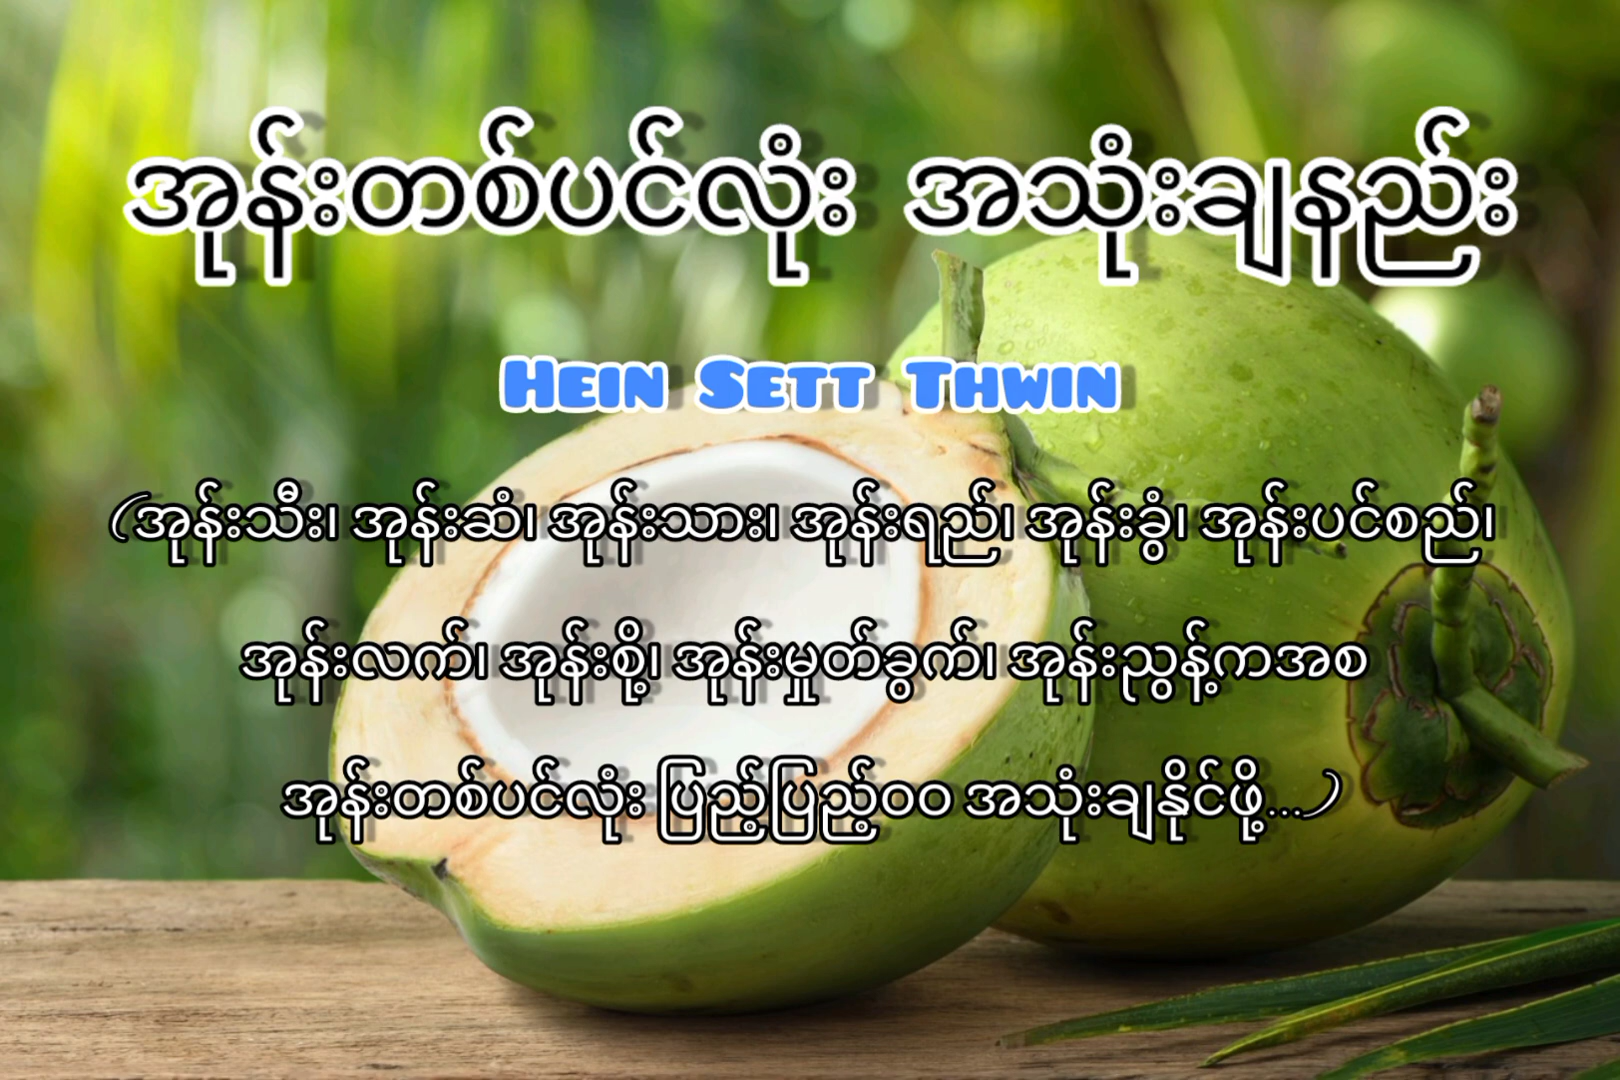 အုန်းတစ်ပင်လုံး အသုံးချနည်း
Hein Sett Thwin
(အုန်းသီး၊ အုန်းဆံ၊ အုန်းသား၊ အုန်းရည်၊ အုန်းခွံ၊ အုန်းပင်စည်၊
အုန်းလက်၊ အုန်းစို့၊ အုန်းမှုတ်ခွက်၊ အုန်းညွန့်ကအစ
အုန်းတစ်ပင်လုံး ပြည့်ပြည့်ဝဝ အသုံးချနိုင်ဖို့...)